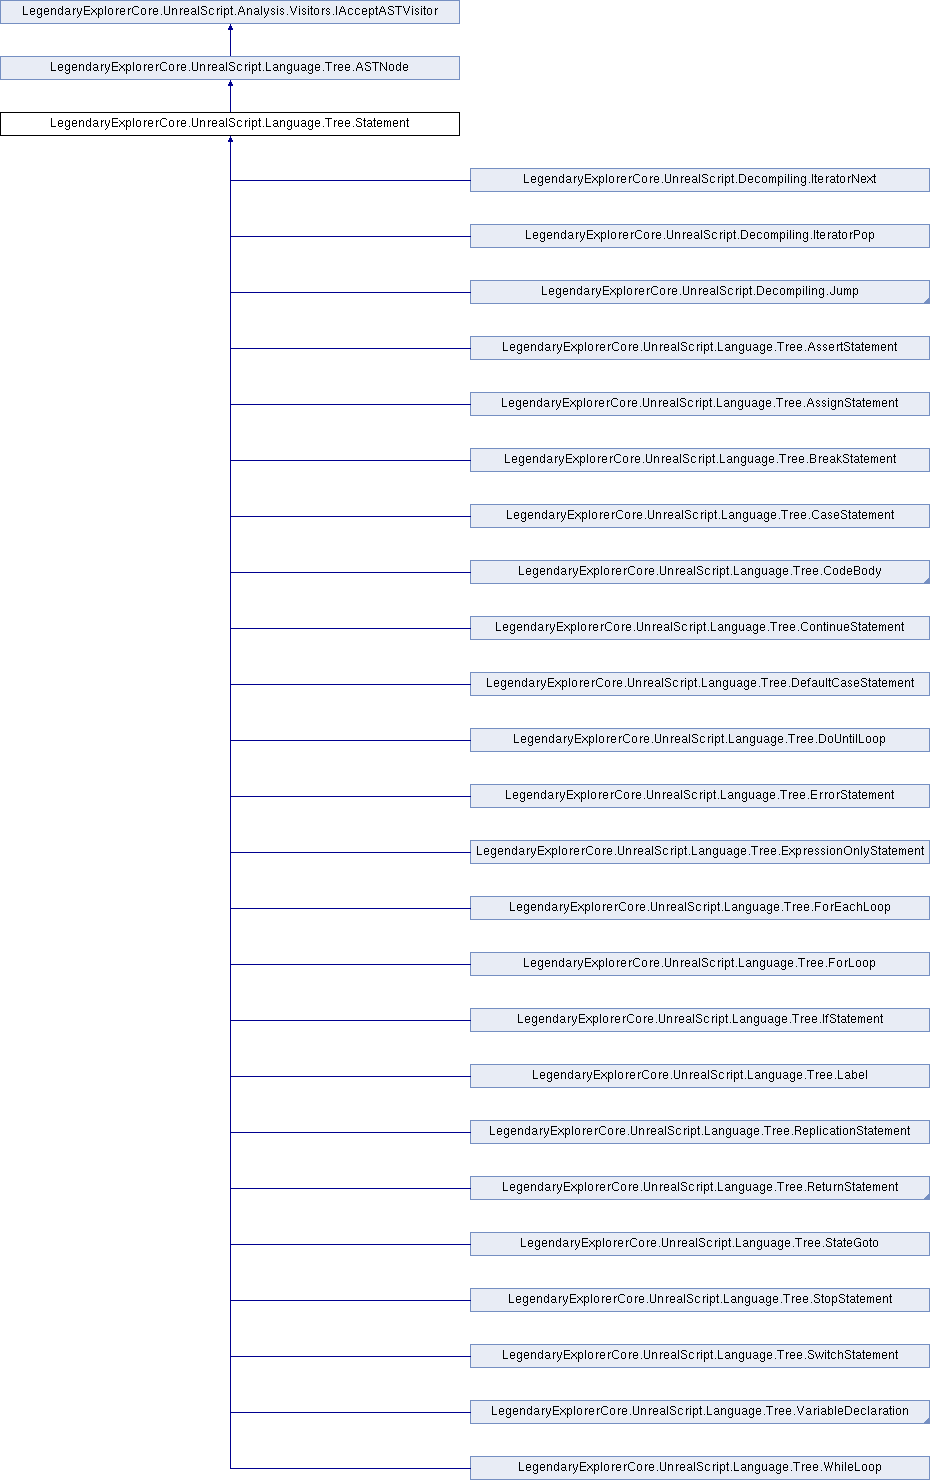 LegendaryExplorerCore.UnrealScript.Analysis.Visitors.IAcceptASTVisitor
LegendaryExplorerCore.UnrealScript.Language.Tree.ASTNode
LegendaryExplorerCore.UnrealScript.Language.Tree.Statement
LegendaryExplorerCore.UnrealScript.Decompiling.IteratorNext
LegendaryExplorerCore.UnrealScript.Decompiling.IteratorPop
LegendaryExplorerCore.UnrealScript.Decompiling.Jump
LegendaryExplorerCore.UnrealScript.Language.Tree.AssertStatement
LegendaryExplorerCore.UnrealScript.Language.Tree.AssignStatement
LegendaryExplorerCore.UnrealScript.Language.Tree.BreakStatement
LegendaryExplorerCore.UnrealScript.Language.Tree.CaseStatement
LegendaryExplorerCore.UnrealScript.Language.Tree.CodeBody
LegendaryExplorerCore.UnrealScript.Language.Tree.ContinueStatement
LegendaryExplorerCore.UnrealScript.Language.Tree.DefaultCaseStatement
LegendaryExplorerCore.UnrealScript.Language.Tree.DoUntilLoop
LegendaryExplorerCore.UnrealScript.Language.Tree.ErrorStatement
LegendaryExplorerCore.UnrealScript.Language.Tree.ExpressionOnlyStatement
LegendaryExplorerCore.UnrealScript.Language.Tree.ForEachLoop
LegendaryExplorerCore.UnrealScript.Language.Tree.ForLoop
LegendaryExplorerCore.UnrealScript.Language.Tree.IfStatement
LegendaryExplorerCore.UnrealScript.Language.Tree.Label
LegendaryExplorerCore.UnrealScript.Language.Tree.ReplicationStatement
LegendaryExplorerCore.UnrealScript.Language.Tree.ReturnStatement
LegendaryExplorerCore.UnrealScript.Language.Tree.StateGoto
LegendaryExplorerCore.UnrealScript.Language.Tree.StopStatement
LegendaryExplorerCore.UnrealScript.Language.Tree.SwitchStatement
LegendaryExplorerCore.UnrealScript.Language.Tree.VariableDeclaration
LegendaryExplorerCore.UnrealScript.Language.Tree.WhileLoop